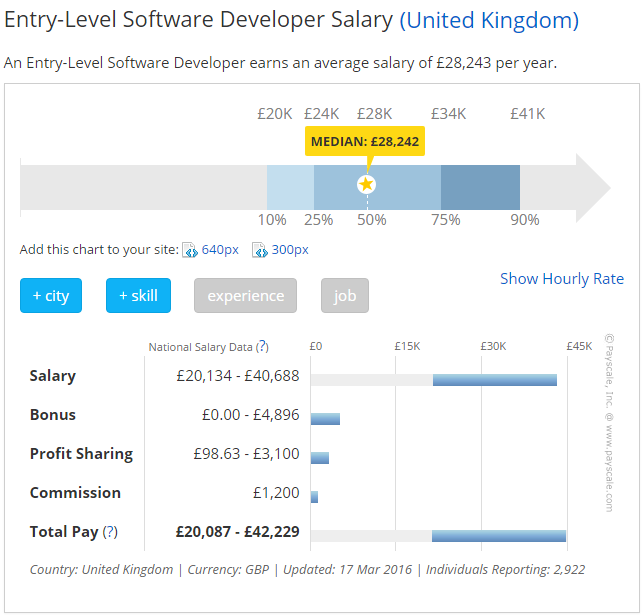 Entry-Level Software Developer Salary (United Kingdom)
An Entry-Level Software Developer earns an average salary of £28,243 per year.
£20K £24K £28K £34K £41K
MEDIAN: £28,242
10% 25% 50% 75% 90%
Add this chart to your site: 640px 300px
Show Hourly Rate
+ city + skill experience job
National Salary Data (?) £0 £15K £30K £45K
Salary £20,134 - £40,688
Bonus £0.00 - £4,896
Profit Sharing £98.63 - £3,100
Commission £1,200
Total Pay (?) £20,087 - £42,229
© Payscale, Inc. @ www.payscale.com
Country: United Kingdom | Currency: GBP | Updated: 17 Mar 2016 | Individuals Reporting: 2,922